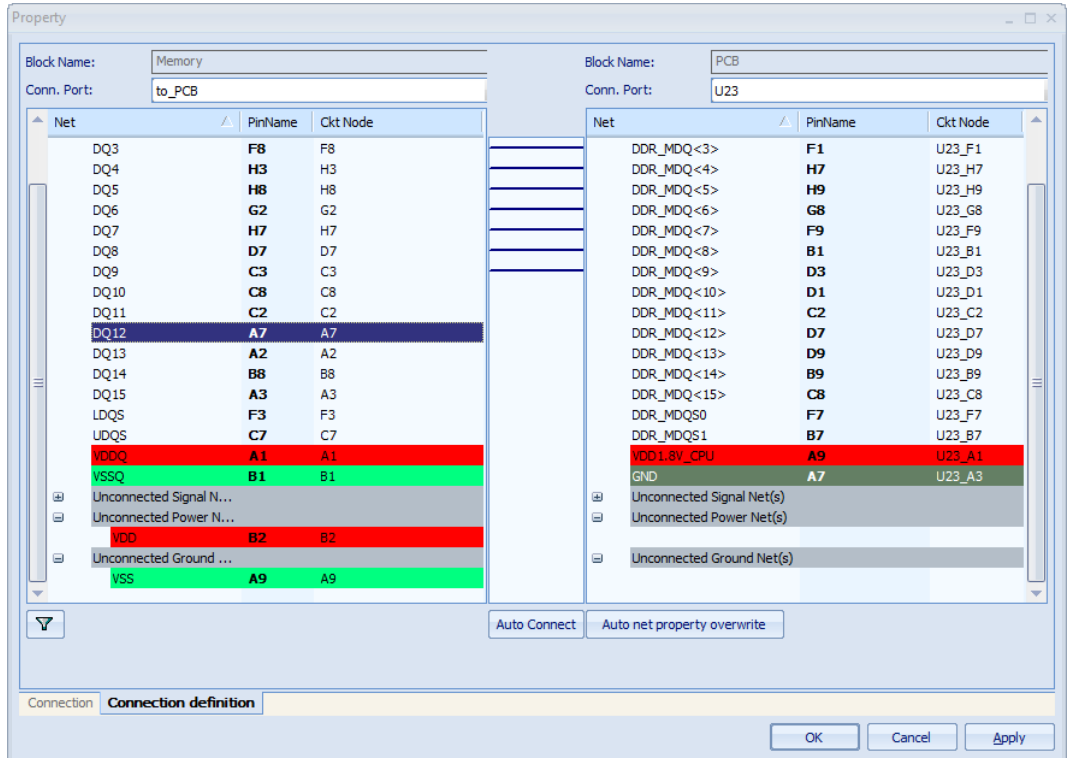 Property
Block Name: Memory Block Name: PCB
Conn. Port: to_PCB Conn. Port: U23
Net PinName Ckt Node Net PinName Ckt Node
DQ3 F8 F8 DDR_MDQ<3> F1 U23_F1
DQ4 H3 H3 DDR_MDQ<4> H7 U23_H7
DQ5 H8 H8 DDR_MDQ<5> H9 U23_H9
DQ6 G2 G2 DDR_MDQ<6> G8 U23_G8
DQ7 H7 H7 DDR_MDQ<7> F9 U23_F9
DQ8 D7 D7 DDR_MDQ<8> B1 U23_B1
DQ9 C3 C3 DDR_MDQ<9> D3 U23_D3
DQ10 C8 C8 DDR_MDQ<10> D1 U23_D1
DQ11 C2 C2 DDR_MDQ<11> C2 U23_C2
DQ12 A7 A7 DDR_MDQ<12> D7 U23_D7
DQ13 A2 A2 DDR_MDQ<13> D9 U23_D9
DQ14 B8 B8 DDR_MDQ<14> B9 U23_B9
DQ15 A3 A3 DDR_MDQ<15> C8 U23_C8
LDQS F3 F3 DDR_MDQS0 F7 U23_F7
UDQS C7 C7 DDR_MDQS1 B7 U23_B7
VDDQ A1 A1 VDD1.8V_CPU A9 U23_A1
VSSQ B1 B1 GND A7 U23_A3
Unconnected Signal N... Unconnected Signal Net(s)
Unconnected Power N... Unconnected Power Net(s)
VDD B2 B2
Unconnected Ground ... Unconnected Ground Net(s)
VSS A9 A9
Auto Connect Auto net property overwrite
Connection Connection definition
OK Cancel Apply